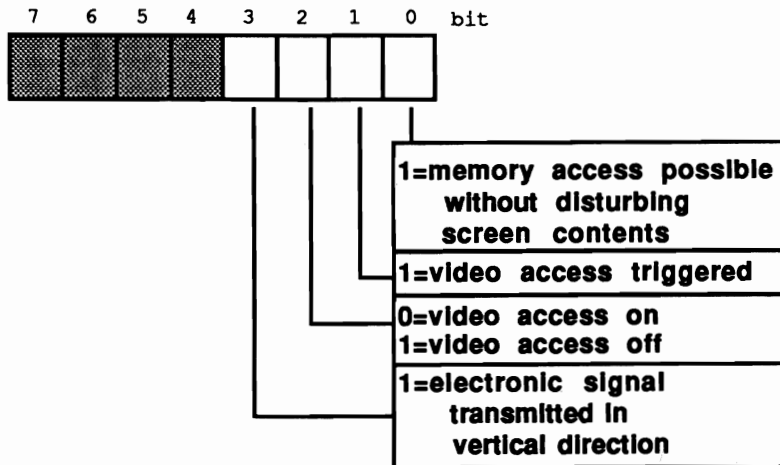 7 6 5 4 3 2 1 0 bit
1=memory access possible
without disturbing
screen contents
1=video access triggered
0=video access on
1=video access off
1=electronic signal
transmitted in
vertical direction